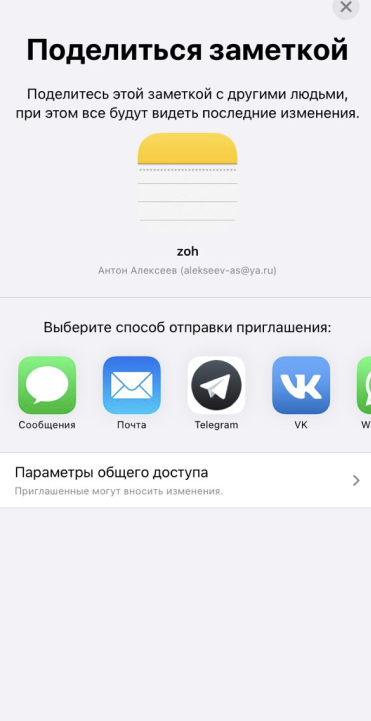 Поделиться заметкой
Поделитесь этой заметкой с другими людьми,
при этом все будут видеть последние изменения.
zoh
Антон Алексеев (alekseev-as@ya.ru)
Выберите способ отправки приглашения:
Сообщения
Почта
Telegram
VK
Параметры общего доступа
Приглашенные могут вносить изменения.